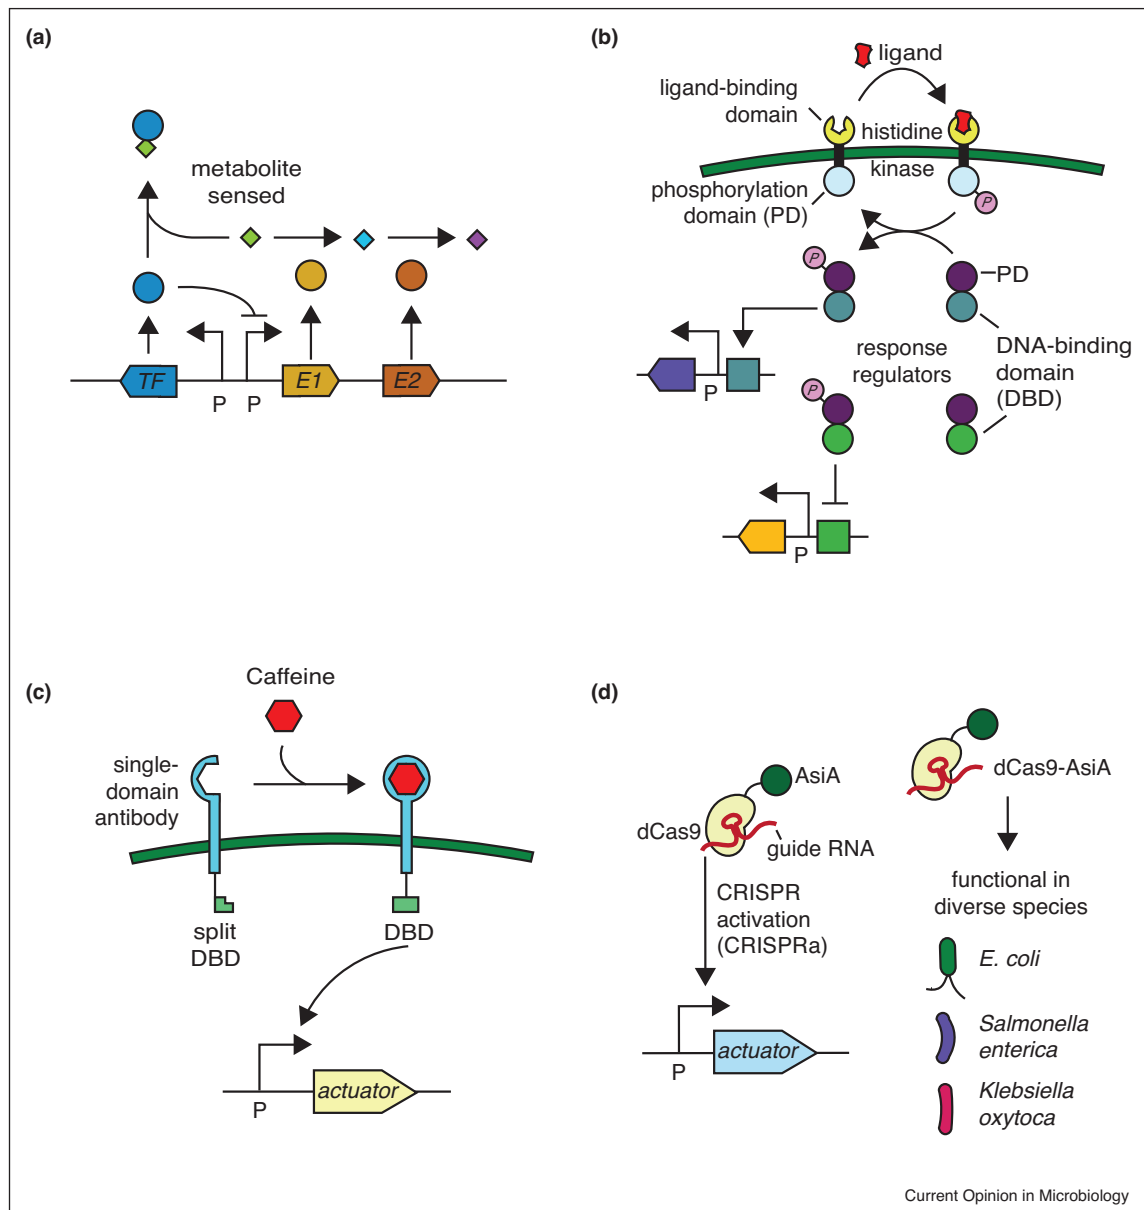 (a)
metabolite
sensed
TF
P
P
E1
E2
(b)
ligand
ligand-binding
domain
histidine
kinase
phosphorylation
domain (PD)
P
P
PD
response
regulators
DNA-binding
domain
(DBD)
P
P
P
(c)
Caffeine
single-
domain
antibody
split
DBD
DBD
P
actuator
(d)
AsiA
dCas9
guide RNA
CRISPR
activation
(CRISPRa)
P
actuator
dCas9-AsiA
functional in
diverse species
E. coli
Salmonella
enterica
Klebsiella
oxytoca
Current Opinion in Microbiology